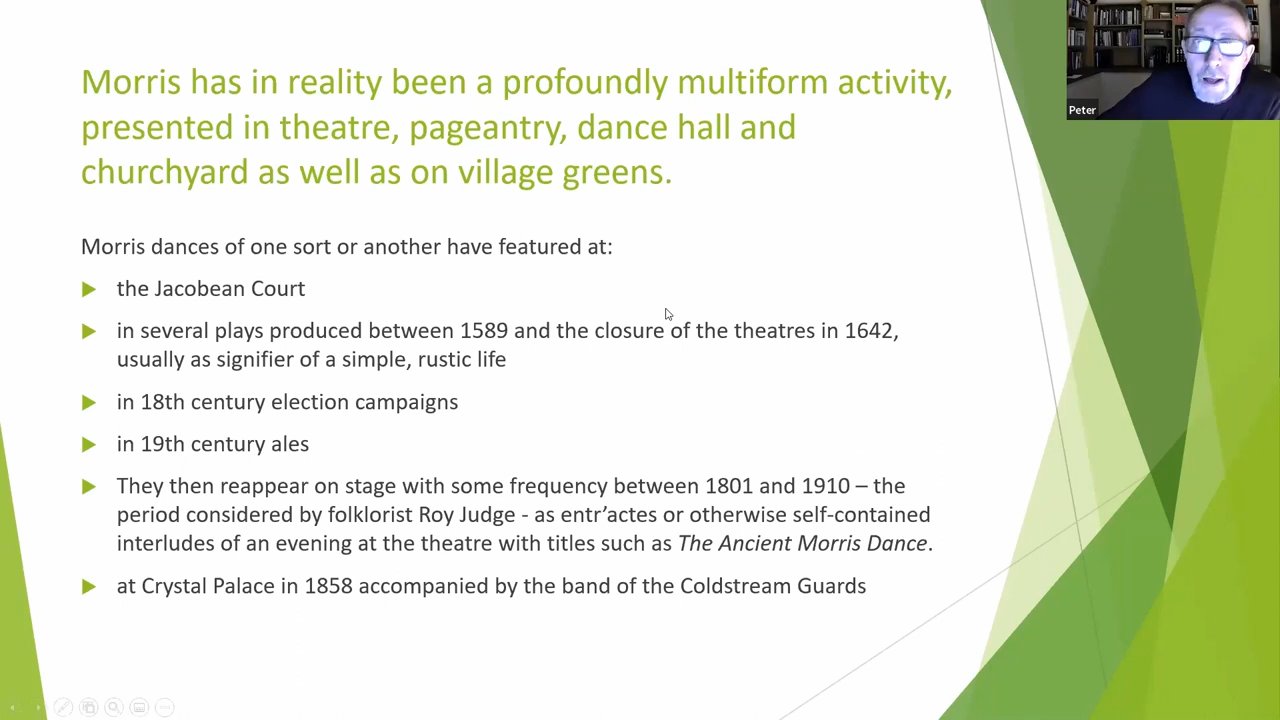 Morris has in reality been a profoundly multiform activity,
presented in theatre, pageantry, dance hall and
churchyard as well as on village greens.
Peter
Morris dances of one sort or another have featured at:
the Jacobean Court
in several plays produced between 1589 and the closure of the theatres in 1642,
usually as signifier of a simple, rustic life
in 18th century election campaigns
in 19th century ales
They then reappear on stage with some frequency between 1801 and 1910 – the
period considered by folklorist Roy Judge - as entr’actes or otherwise self-contained
interludes of an evening at the theatre with titles such as The Ancient Morris Dance.
at Crystal Palace in 1858 accompanied by the band of the Coldstream Guards